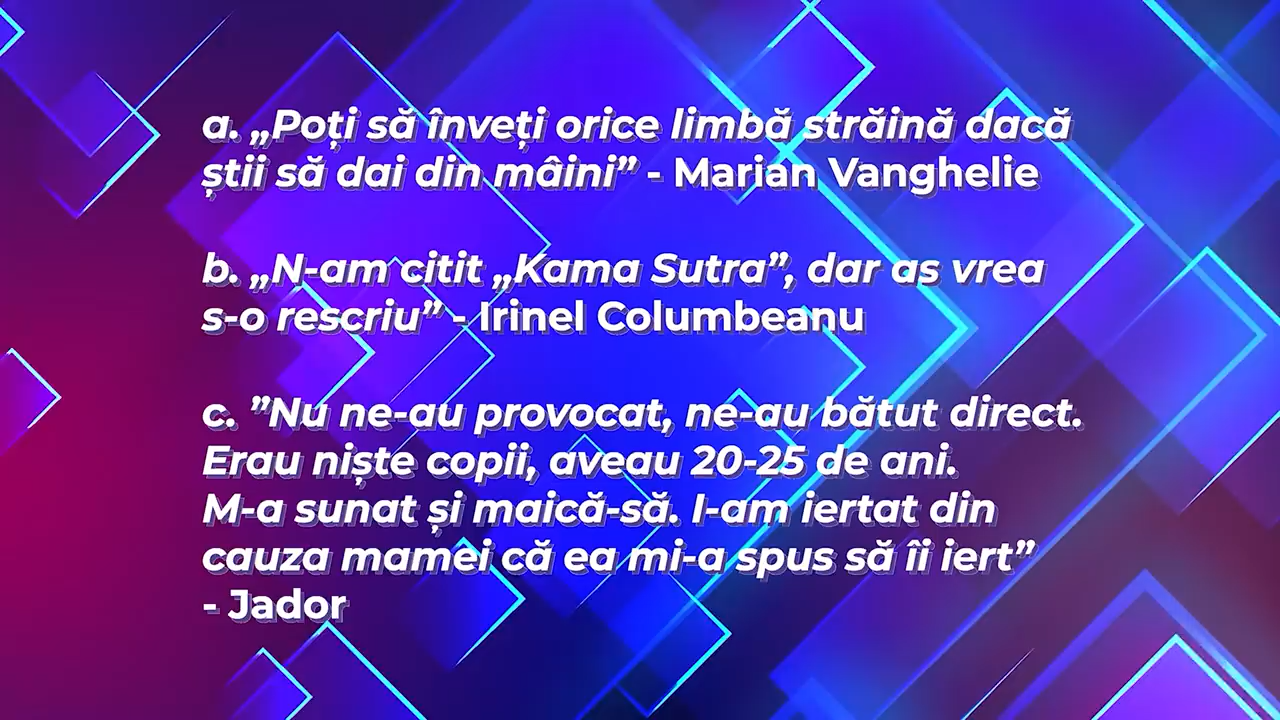 a. „Poți să înveți orice limbă străină dacă
știi să dai din mâini” - Marian Vanghelie
b. „N-am citit „Kama Sutra”, dar as vrea
s-o rescriu” - Irinel Columbeanu
c. ”Nu ne-au provocat, ne-au bătut direct.
Erau niște copii, aveau 20-25 de ani.
M-a sunat și maică-să. I-am iertat din
cauza mamei că ea mi-a spus să îi iert”
- Jador